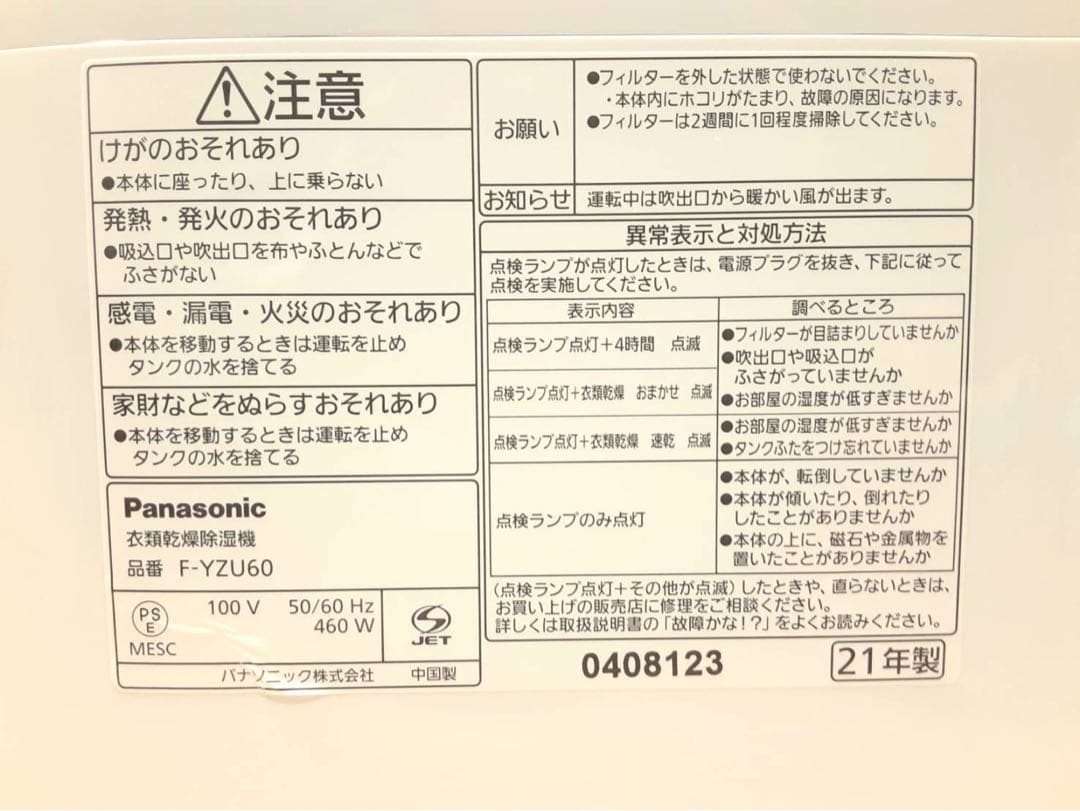 注意
けがのおそれあり
●本体に座ったり、上に乗らない
発熱・発火のおそれあり
●吸込口や吹出口を布やふとんなどで
ふさがない
感電・漏電・火災のおそれあり
●本体を移動するときは運転を止め
タンクの水を捨てる
家財などをぬらすおそれあり
●本体を移動するときは運転を止め
タンクの水を捨てる
Panasonic
衣類乾燥除湿機
品番 F-YZU60
PS
E
MESC
100 V 50/60 Hz
460 W
S
JET
パナソニック株式会社 中国製
お願い
●フィルターを外した状態で使わないでください。
・本体内にホコリがたまり、故障の原因になります。
●フィルターは2週間に1回程度掃除してください。
お知らせ
運転中は吹出口から暖かい風が出ます。
異常表示と対処方法
点検ランプが点灯したときは、電源プラグを抜き、下記に従って
点検を実施してください。
表示内容 調べるところ
点検ランプ点灯+4時間 点滅
点検ランプ点灯+衣類乾燥 おまかせ 点滅
●フィルターが目詰まりしていませんか
●吹出口や吸込口が
ふさがっていませんか
●お部屋の温度が低すぎませんか
点検ランプ点灯+衣類乾燥 速乾 点滅
●お部屋の湿度が低すぎませんか
●タンクふたをつけ忘れていませんか
点検ランプのみ点灯
●本体が、転倒していませんか
●本体が傾いたり、倒れたり
したことがありませんか
●本体の上に、磁石や金属物を
置いたことがありませんか
(点検ランプ点灯+その他が点滅)したときや、直らないときは、
お買い上げの販売店に修理をご相談ください。
詳しくは取扱説明書の「故障かな!?」をよくお読みください。
0408123
21年製